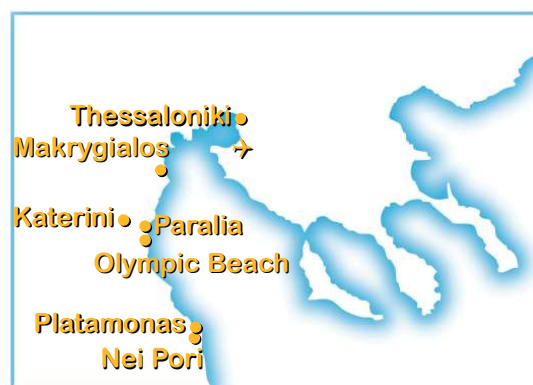 Thessaloniki
Makrygialos
Katerini
Paralia
Olympic Beach
Platamonas
Nei Pori